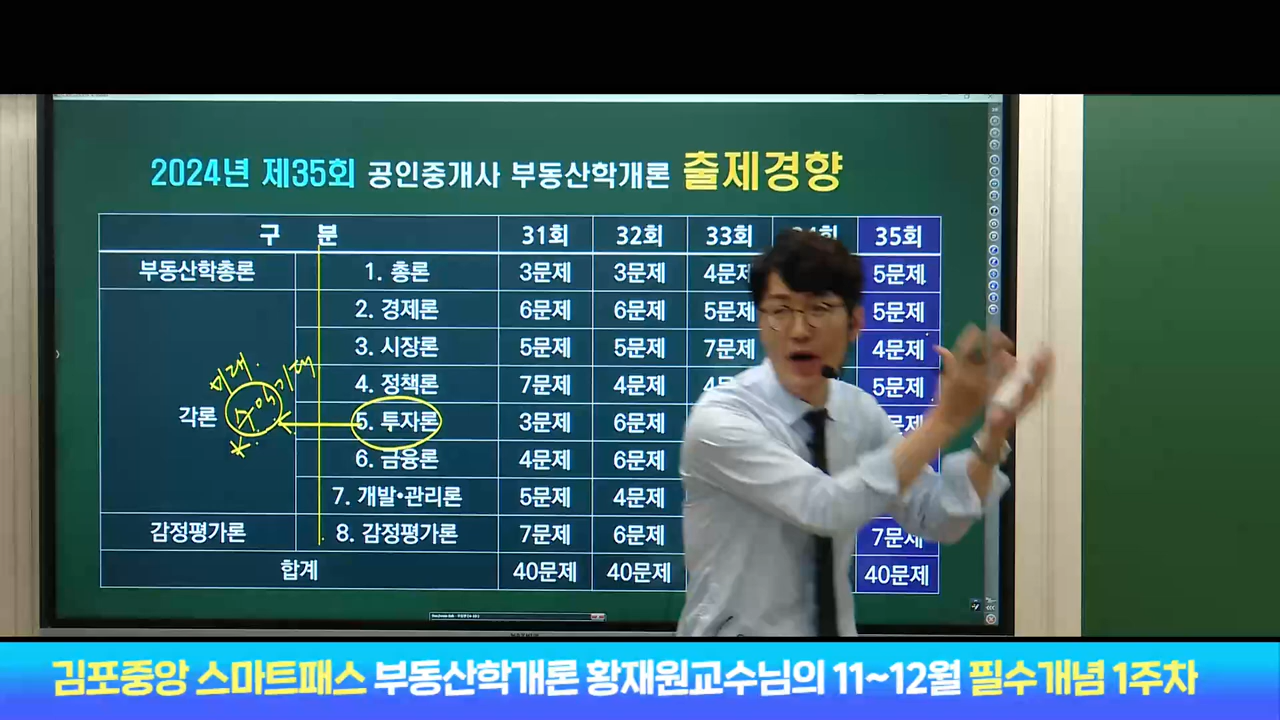 2024년 제35회 공인중개사 부동산학개론 출제경향
구 분 31회 32회 33회 35회
부동산학총론 1. 총론 3문제 3문제 4문제 5문제
2. 경제론 6문제 6문제 5문제 5문제
3. 시장론 5문제 5문제 7문제 4문제
4. 정책론 7문제 4문제 5문제
각론 5. 투자론 3문제 6문제
6. 금융론 4문제 6문제
7. 개발•관리론 5문제 4문제
감정평가론 8. 감정평가론 7문제 6문제 7문제
합계 40문제 40문제 40문제
김포중앙 스마트패스 부동산학개론 황재원교수님의 11~12월 필수개념 1주차